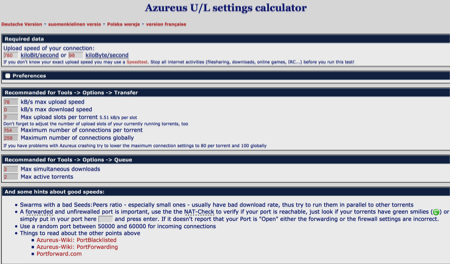 Azureus U/L settings calculator
Deutsche Version - suomenkielinen versio - Polska wersja - version française
Required data
Upload speed of your connection:
kiloBit/second or kiloByte/second
If you don't know your exact upload speed you may use a Speedtest. Stop all internet activities (filesharing, downloads, online games, IRC...) before you run this test!
Preferences
Recommended for Tools -> Options -> Transfer
78 kB/s max upload speed
0 kB/s max download speed
7 Max upload slots per torrent 5.51 kB/s per slot
Don't forget to adjust the number of upload slots of your currently running torrents, too
Maximum number of connections per torrent
Maximum number of connections globally
If you have problems with Azureus crashing try to lower the maximum connection settings to 80 per torrent and 100 globally
Recommended for Tools -> Options -> Queue
Max simultaneous downloads
Max active torrents
And some hints about good speeds:
• Swarms with a bad Seeds:Peers ratio - especially small ones - usually have bad download rate, thus try to run them in parallel to other torrents
• A forwarded and unfirewalled port is important, use the the NAT-Check to verify if your port is reachable, just look if your torrents have green smilies ( ) or
simply put in your port here and press enter. If it doesn't report that your Port is "Open" either the forwarding or the firewall settings are incorrect.
• Use a random port between 50000 and 60000 for incoming connections
• Things to read about the other points above
• Azureus-Wiki: PortBlacklisted
• Azureus-Wiki: PortForwarding
• Portforward.com